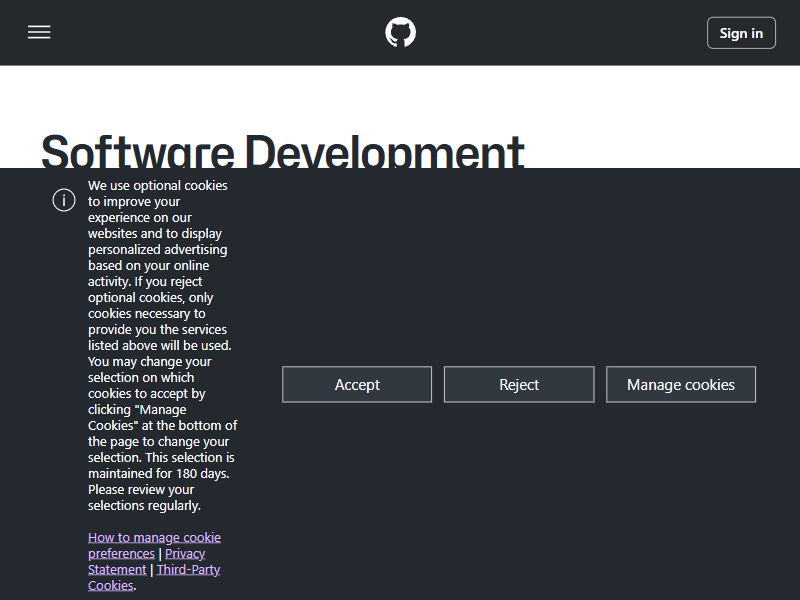 Sign in
Software Development
We use optional cookies
to improve your
experience on our
websites and to display
personalized advertising
based on your online
activity. If you reject
optional cookies, only
cookies necessary to
provide you the services
listed above will be used.
You may change your
selection on which
cookies to accept by
clicking "Manage
Cookies" at the bottom of
the page to change your
selection. This selection is
maintained for 180 days.
Please review your
selections regularly.
How to manage cookie
preferences | Privacy
Statement | Third-Party
Cookies.
Accept
Reject
Manage cookies